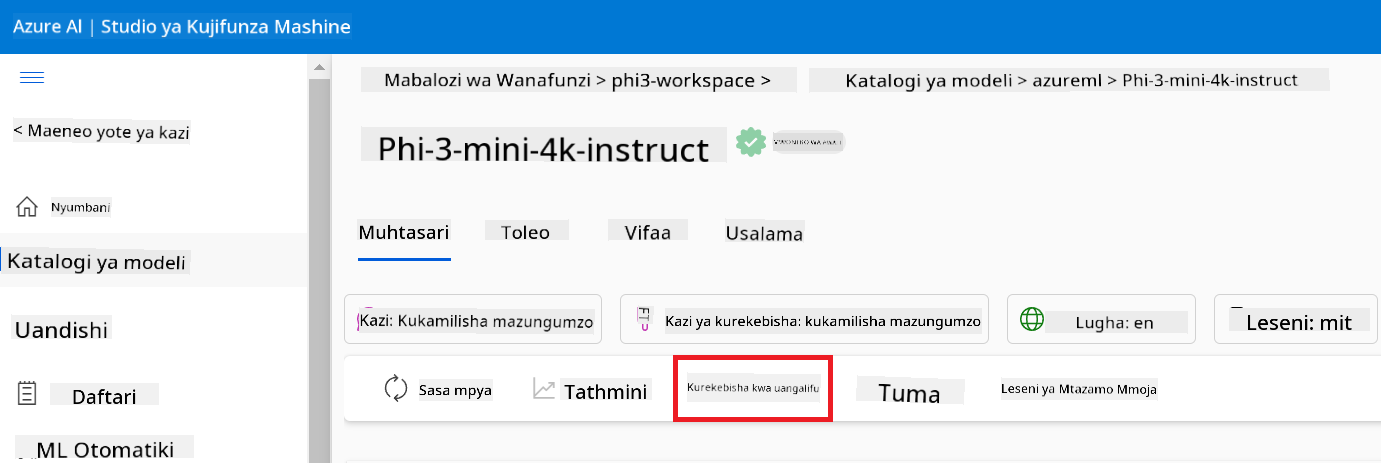 Azure AI | Studio ya Kujifunza Mashine
Mabalozi wa Wanafunzi > phi3-workspace > Katalogi ya modeli > azureml > Phi-3-mini-4k-instruct
< Maeneo yote ya kazi
Phi-3-mini-4k-instruct
Nyumbani
Muhtasari Toleo Vifaa Usalama
Katalogi ya modeli
Uandishi
Kazi: Kukamilisha mazungumzo
FT
Kazi ya kurekebisha: kukamilisha mazungumzo
Lugha: en
Leseni: mit
Daftari
Sasa mpya
Tathmini
Kurekebisha kwa uangalifu
Tuma
Leseni ya Mtazamo Mmoja
ML Otomatiki